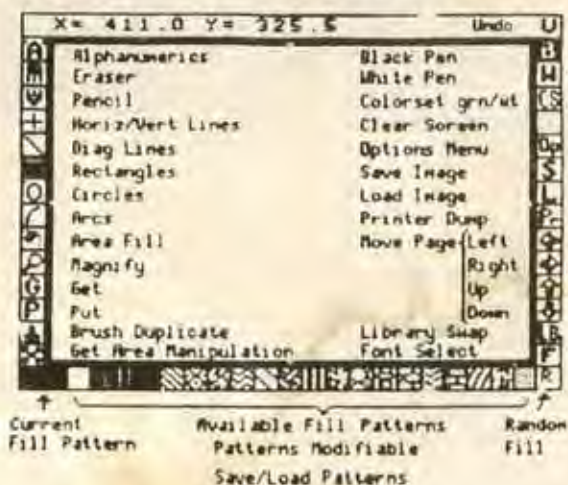 X= 411.0 Y= 325.5 Undo U
A Alphanumerics Black Pen B
Eraser White Pen W
Pencil Colorset grn/wt CS
Horiz/Vert Lines Clear Screen
Diag Lines Options Menu Op
Rectangles Save Image S
Circles Load Image L
Arcs Printer Dump Pr
Area Fill Move Page Left
Magnify Right
G Get Up
P Put Down
Brush Duplicate Library Swap LB
Get Area Manipulation Font Select F
R
Current Available Fill Patterns Random
Fill Pattern Patterns Modifiable Fill
Save/Load Patterns